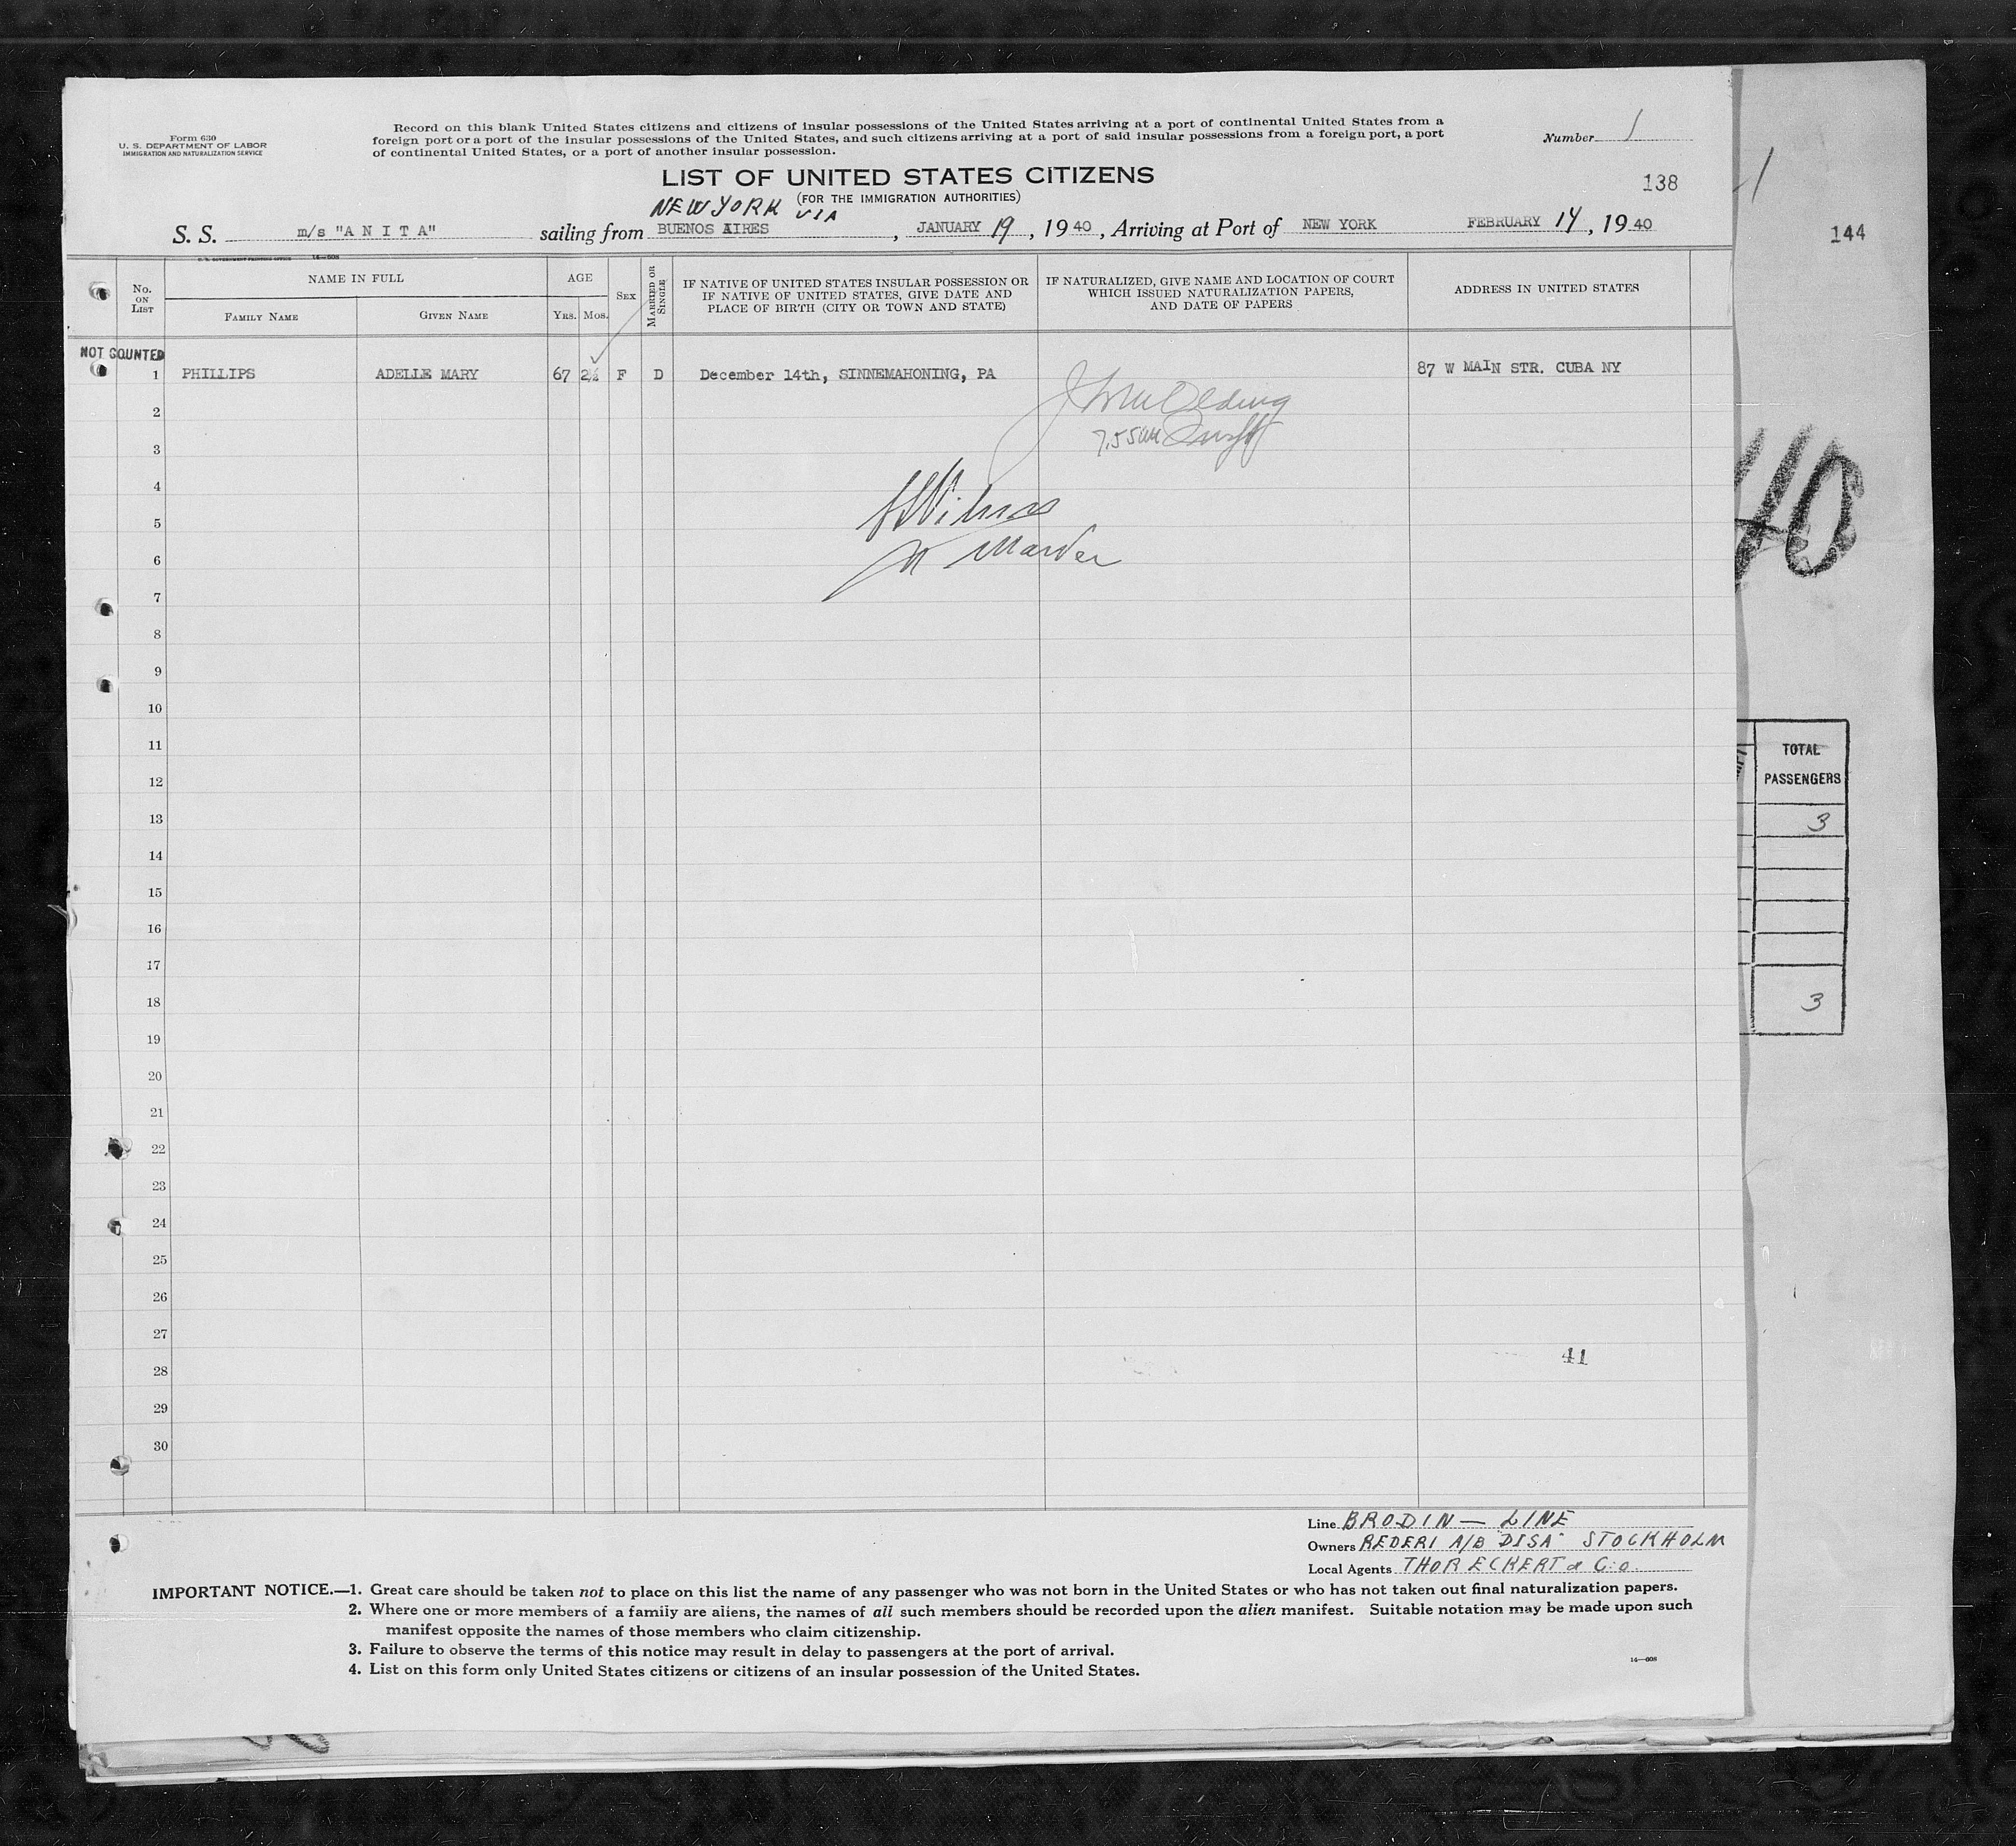 Form 630
U. S. DEPARTMENT OF LABOR
IMMIGRATION AND NATURALIZATION SERVICE
Record on this blank United States citizens and citizens of insular possessions of the United States arriving at a port of continental United States from a
foreign port or a port of the insular possessions of the United States, and such citizens arriving at a port of said insular possessions from a foreign port, a port
of continental United States, or a port of another insular possession.
Number 1
LIST OF UNITED STATES CITIZENS
(FOR THE IMMIGRATION AUTHORITIES)
138
144
NEW YORK VIA
S. S. m/s "A N I T A" sailing from BUENOS AIRES, JANUARY 19, 1940, Arriving at Port of NEW YORK FEBRUARY 14, 1940
U. S. GOVERNMENT PRINTING OFFICE 14—608
No. ON LIST
NAME IN FULL
FAMILY NAME
GIVEN NAME
AGE
YRS.
MOS.
SEX
MARRIED OR SINGLE
IF NATIVE OF UNITED STATES INSULAR POSSESSION OR
IF NATIVE OF UNITED STATES, GIVE DATE AND
PLACE OF BIRTH (CITY OR TOWN AND STATE)
IF NATURALIZED, GIVE NAME AND LOCATION OF COURT
WHICH ISSUED NATURALIZATION PAPERS,
AND DATE OF PAPERS
ADDRESS IN UNITED STATES
NOT COUNTED
1 PHILLIPS ADELLE MARY 67 2½ F D December 14th, SINNEMAHONING, PA 87 W MAIN STR. CUBA NY
2
7.55AM
3
4
5
6
7
8
9
10
11
12
13
14
15
16
17
18
19
20
21
22
23
24
25
26
27
28
41
29
30
40
TOTAL
PASSENGERS
3
3
Line BRODIN — LINE
Owners REDERI A/B "DISA" STOCKHOLM
Local Agents THOR ECKERT & Co.
IMPORTANT NOTICE.—1. Great care should be taken not to place on this list the name of any passenger who was not born in the United States or who has not taken out final naturalization papers.
2. Where one or more members of a family are aliens, the names of all such members should be recorded upon the alien manifest. Suitable notation may be made upon such
manifest opposite the names of those members who claim citizenship.
3. Failure to observe the terms of this notice may result in delay to passengers at the port of arrival.
4. List on this form only United States citizens or citizens of an insular possession of the United States.
14—608